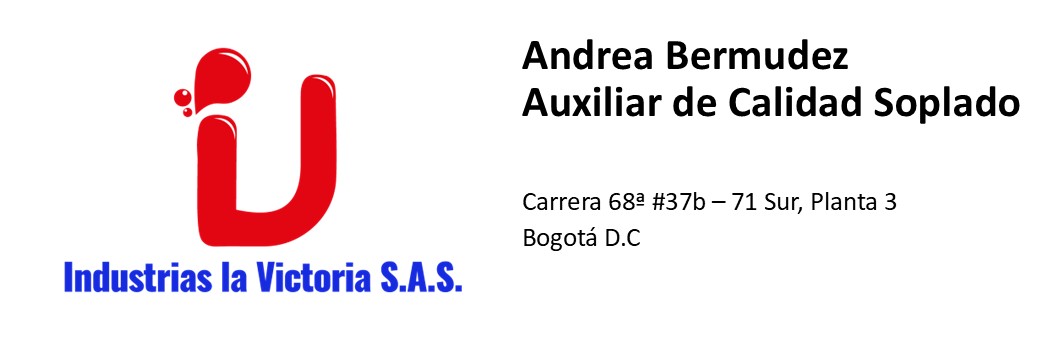 Andrea Bermudez
Auxiliar de Calidad Soplado
Carrera 68ª #37b – 71 Sur, Planta 3
Bogotá D.C
Industrias la Victoria S.A.S.